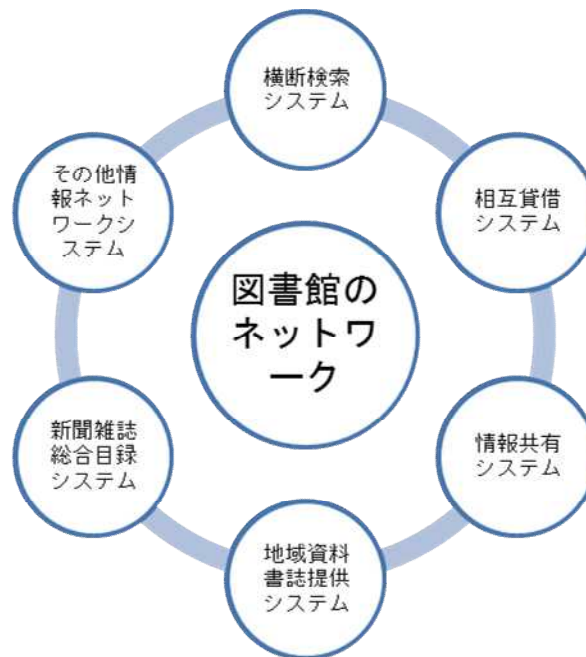 横断検索
システム
相互貸借
システム
情報共有
システム
地域資料
書誌提供
システム
新聞雑誌
総合目録
システム
その他情
報ネット
ワークシ
ステム
図書館の
ネットワ
ーク